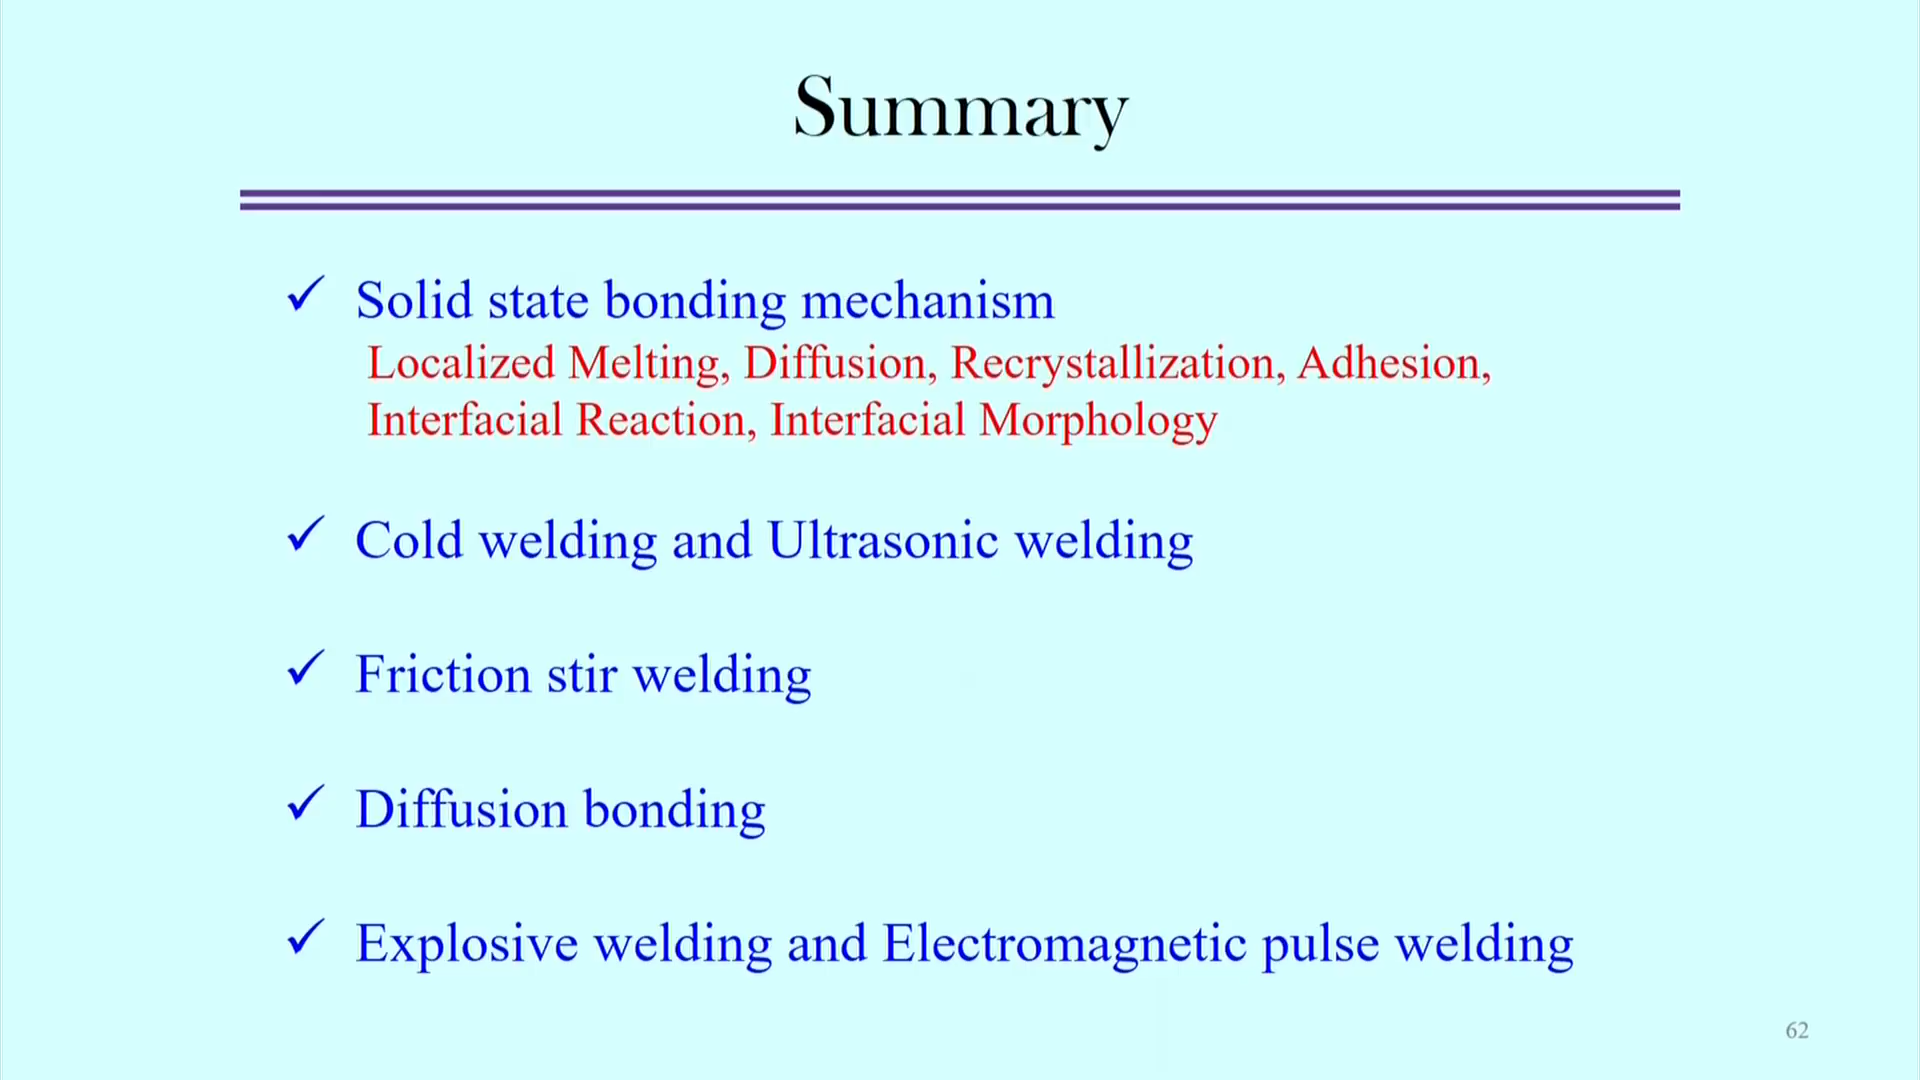 Summary
✓ Solid state bonding mechanism
Localized Melting, Diffusion, Recrystallization, Adhesion,
Interfacial Reaction, Interfacial Morphology
✓ Cold welding and Ultrasonic welding
✓ Friction stir welding
✓ Diffusion bonding
✓ Explosive welding and Electromagnetic pulse welding
62